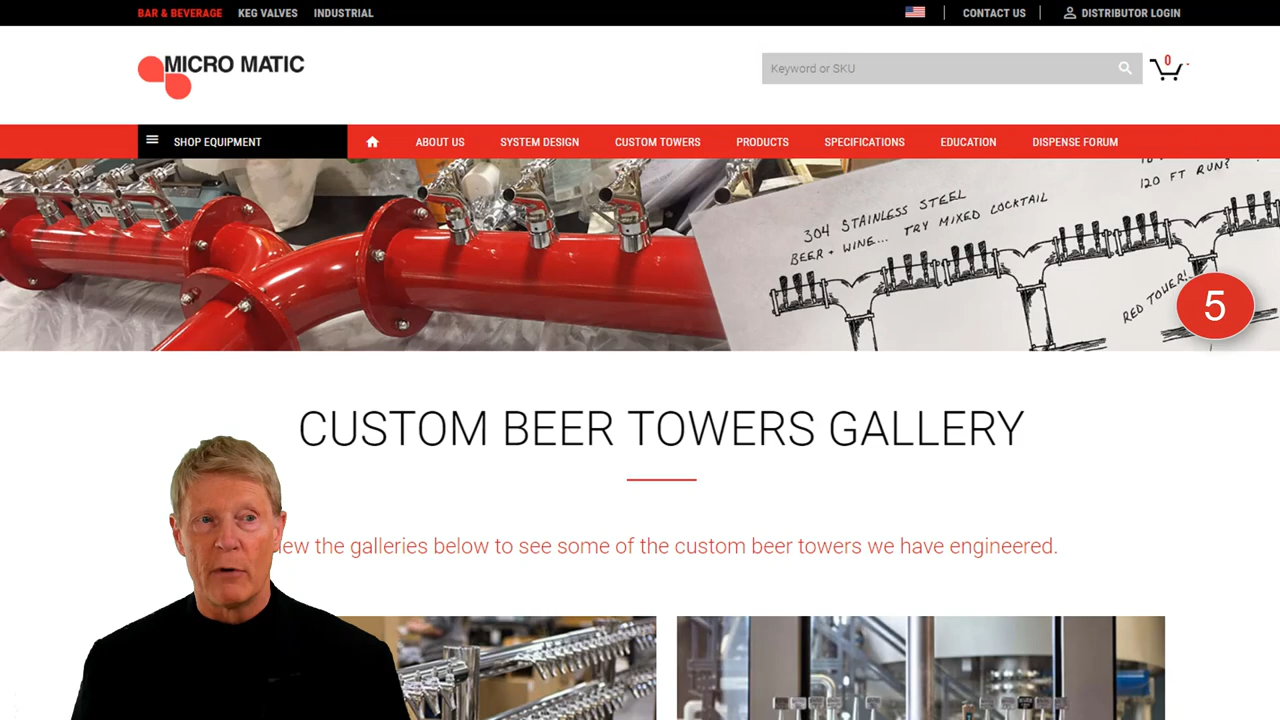 BAR & BEVERAGE KEG VALVES INDUSTRIAL CONTACT US DISTRIBUTOR LOGIN
MICRO MATIC
Keyword or SKU
0
SHOP EQUIPMENT ABOUT US SYSTEM DESIGN CUSTOM TOWERS PRODUCTS SPECIFICATIONS EDUCATION DISPENSE FORUM
120 FT RUN?
304 STAINLESS STEEL
BEER + WINE... TRY MIXED COCKTAIL
RED TOWER!
5
CUSTOM BEER TOWERS GALLERY
iew the galleries below to see some of the custom beer towers we have engineered.